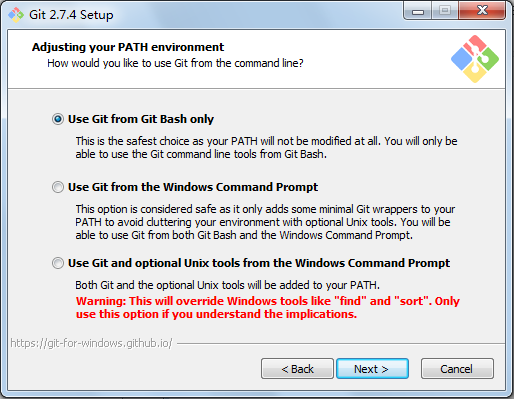 Git 2.7.4 Setup
Adjusting your PATH environment
How would you like to use Git from the command line?
Use Git from Git Bash only
This is the safest choice as your PATH will not be modified at all. You will only be
able to use the Git command line tools from Git Bash.
Use Git from the Windows Command Prompt
This option is considered safe as it only adds some minimal Git wrappers to your
PATH to avoid cluttering your environment with optional Unix tools. You will be
able to use Git from both Git Bash and the Windows Command Prompt.
Use Git and optional Unix tools from the Windows Command Prompt
Both Git and the optional Unix tools will be added to your PATH.
Warning: This will override Windows tools like "find" and "sort". Only
use this option if you understand the implications.
https://git-for-windows.github.io/
< Back
Next >
Cancel